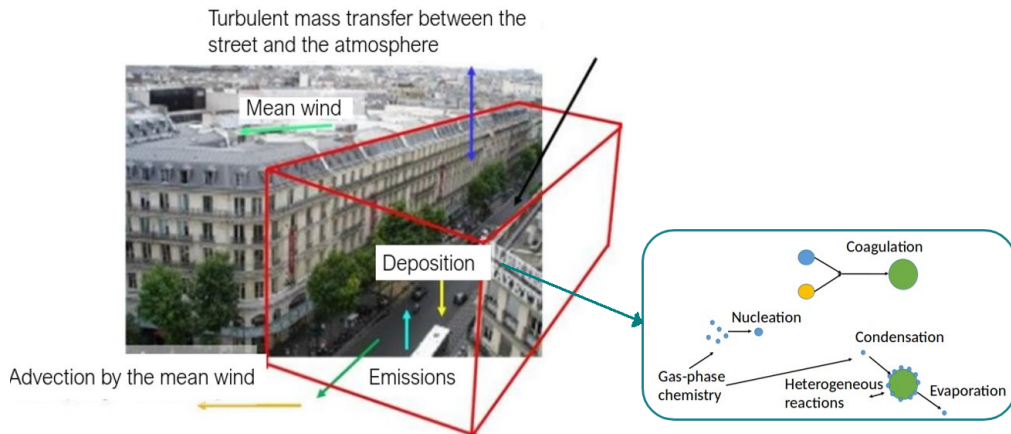 Turbulent mass transfer between the
street and the atmosphere
Mean wind
Deposition
Advection by the mean wind
Emissions
Coagulation
Nucleation
Condensation
Gas-phase
chemistry
Heterogeneous
reactions
Evaporation